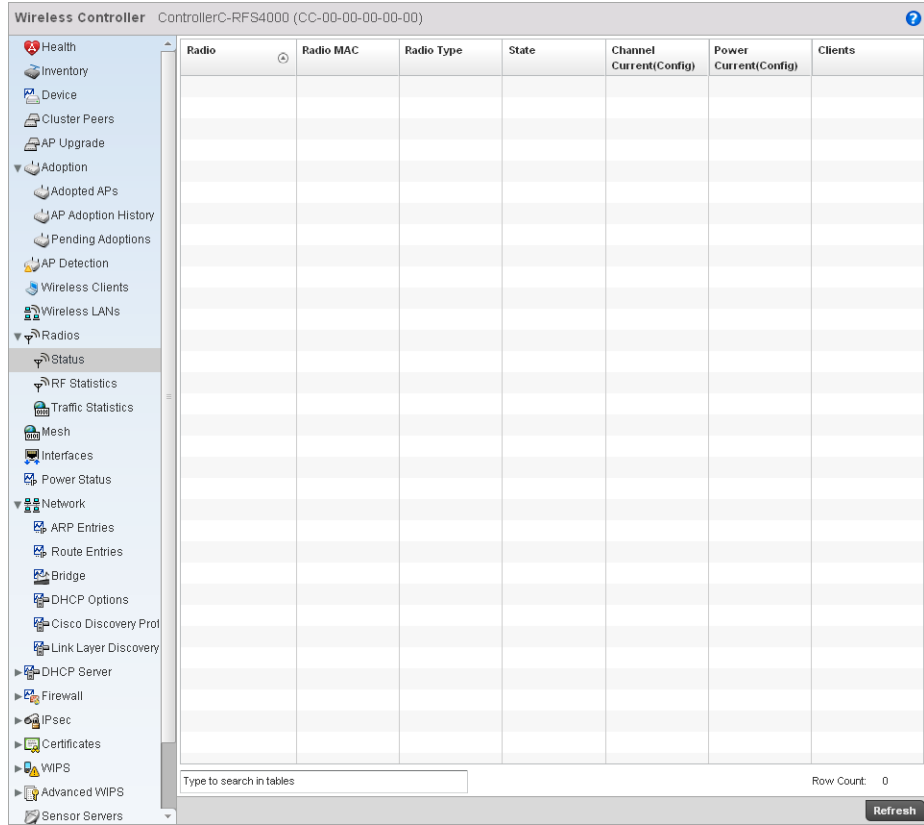 Wireless Controller ControllerC-RFS4000 (CC-00-00-00-00-00)
?
Health
Inventory
Device
Cluster Peers
AP Upgrade
Adoption
Adopted APs
AP Adoption History
Pending Adoptions
AP Detection
Wireless Clients
Wireless LANs
Radios
Status
RF Statistics
Traffic Statistics
Mesh
Interfaces
Power Status
Network
ARP Entries
Route Entries
Bridge
DHCP Options
Cisco Discovery Prot
Link Layer Discovery
DHCP Server
Firewall
IPsec
Certificates
WIPS
Advanced WIPS
Sensor Servers
Radio
Radio MAC
Radio Type
State
Channel
Current(Config)
Power
Current(Config)
Clients
Type to search in tables
Row Count: 0
Refresh